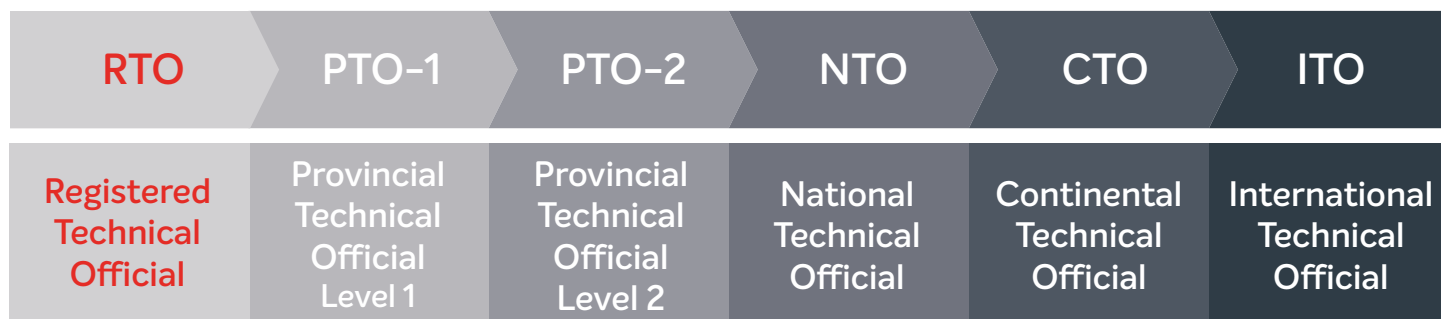 RTO
PTO-1
PTO-2
NTO
CTO
ITO
Registered
Technical
Official
Provincial
Technical
Official
Level 1
Provincial
Technical
Official
Level 2
National
Technical
Official
Continental
Technical
Official
International
Technical
Official